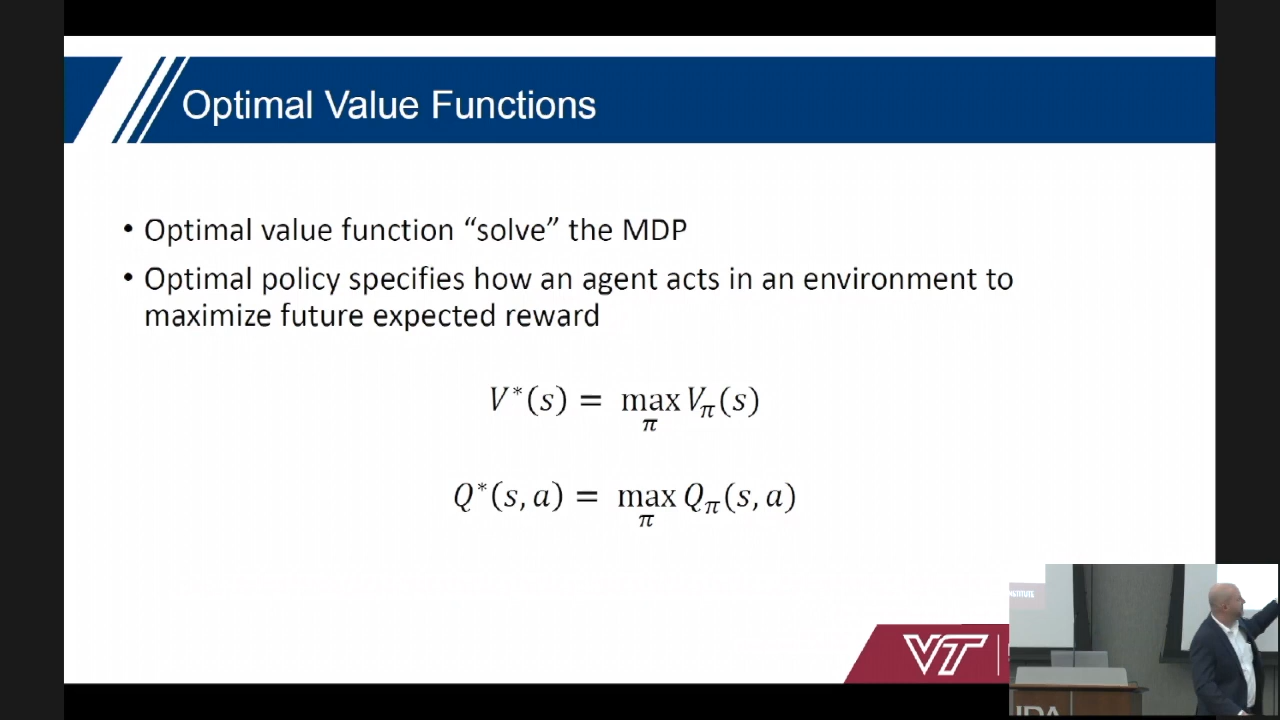 Optimal Value Functions
• Optimal value function “solve” the MDP
• Optimal policy specifies how an agent acts in an environment to
maximize future expected reward
V*(s) = max_π V_π(s)
Q*(s, a) = max_π Q_π(s, a)
VT
IDA